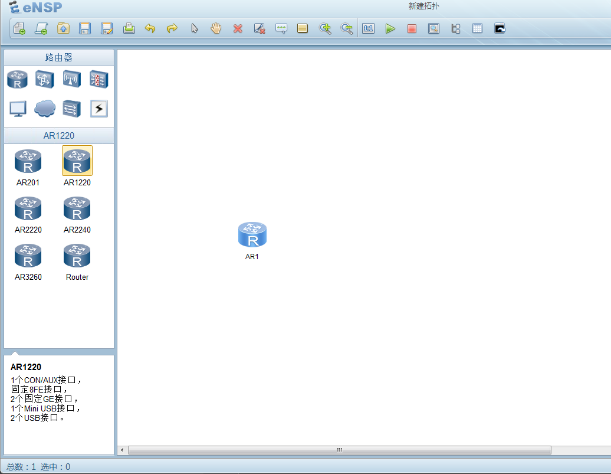 eNSP
新建拓扑
路由器
AR1220
AR201
AR1220
AR2220
AR2240
AR3260
Router
AR1
AR1220
1个CON/AUX接口，
固定8FE接口，
2个固定GE接口，
1个Mini USB接口，
2个USB接口。
总数：1 选中：0